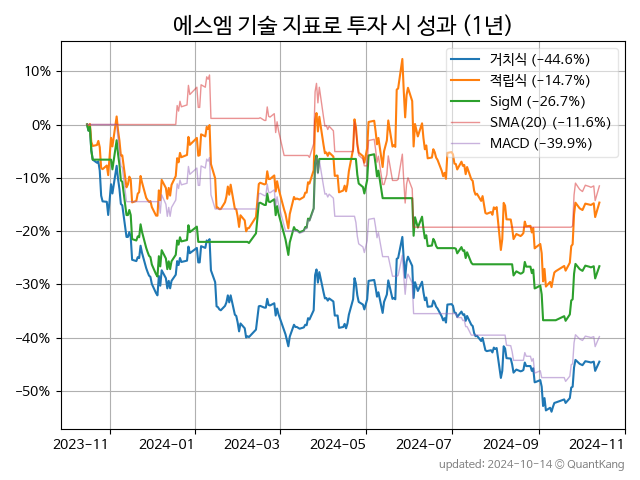 에스엠 기술 지표로 투자 시 성과 (1년)
거치식 (−44.6%)
적립식 (−14.7%)
SigM (−26.7%)
SMA(20) (−11.6%)
MACD (−39.9%)
10%
0%
−10%
−20%
−30%
−40%
−50%
2023−11 2024−01 2024−03 2024−05 2024−07 2024−09 2024−11
updated: 2024−10−14 ⓒ QuantKang